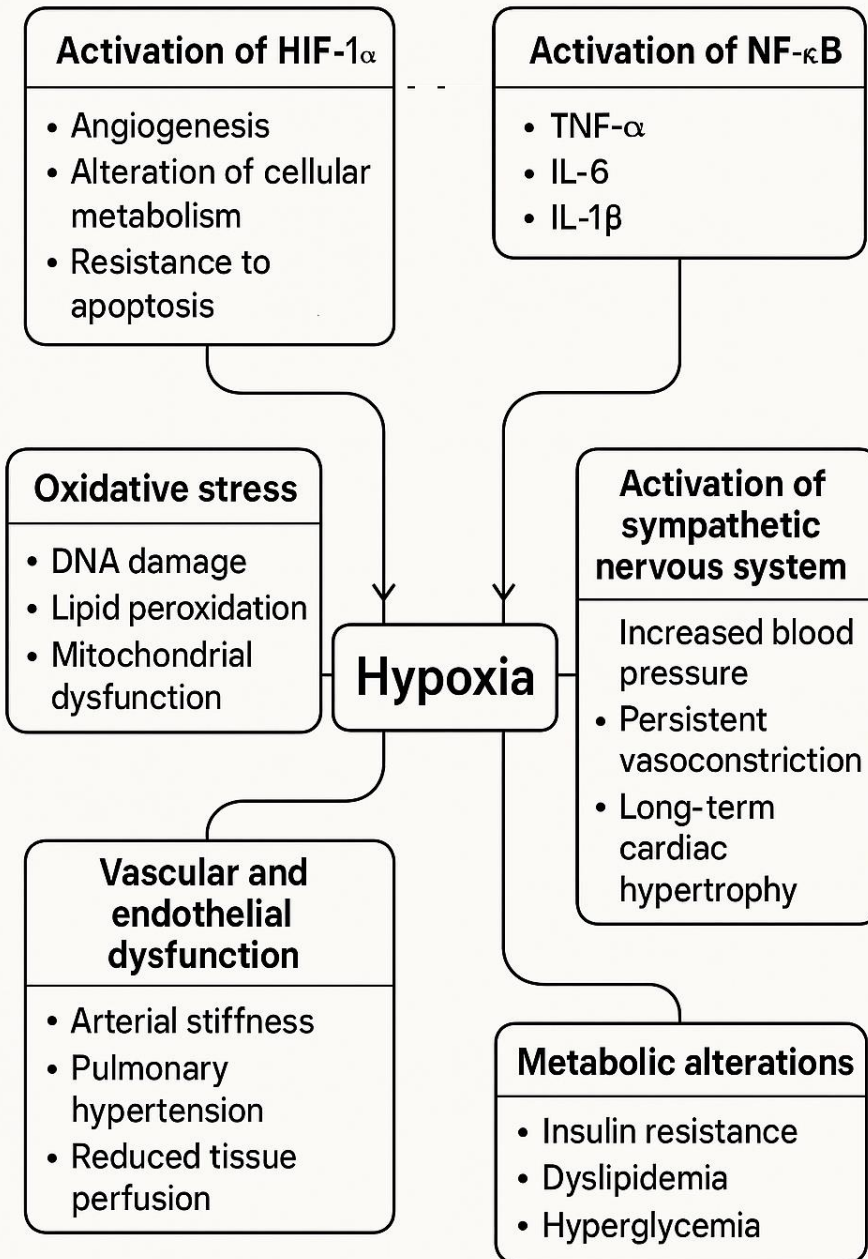 Activation of HIF-1α
• Angiogenesis
• Alteration of cellular
metabolism
• Resistance to
apoptosis
Activation of NF-κB
• TNF-α
• IL-6
• IL-1β
Oxidative stress
• DNA damage
• Lipid peroxidation
• Mitochondrial
dysfunction
Hypoxia
Activation of
sympathetic
nervous system
Increased blood
pressure
• Persistent
vasoconstriction
• Long-term
cardiac
hypertrophy
Vascular and
endothelial
dysfunction
• Arterial stiffness
• Pulmonary
hypertension
• Reduced tissue
perfusion
Metabolic alterations
• Insulin resistance
• Dyslipidemia
• Hyperglycemia